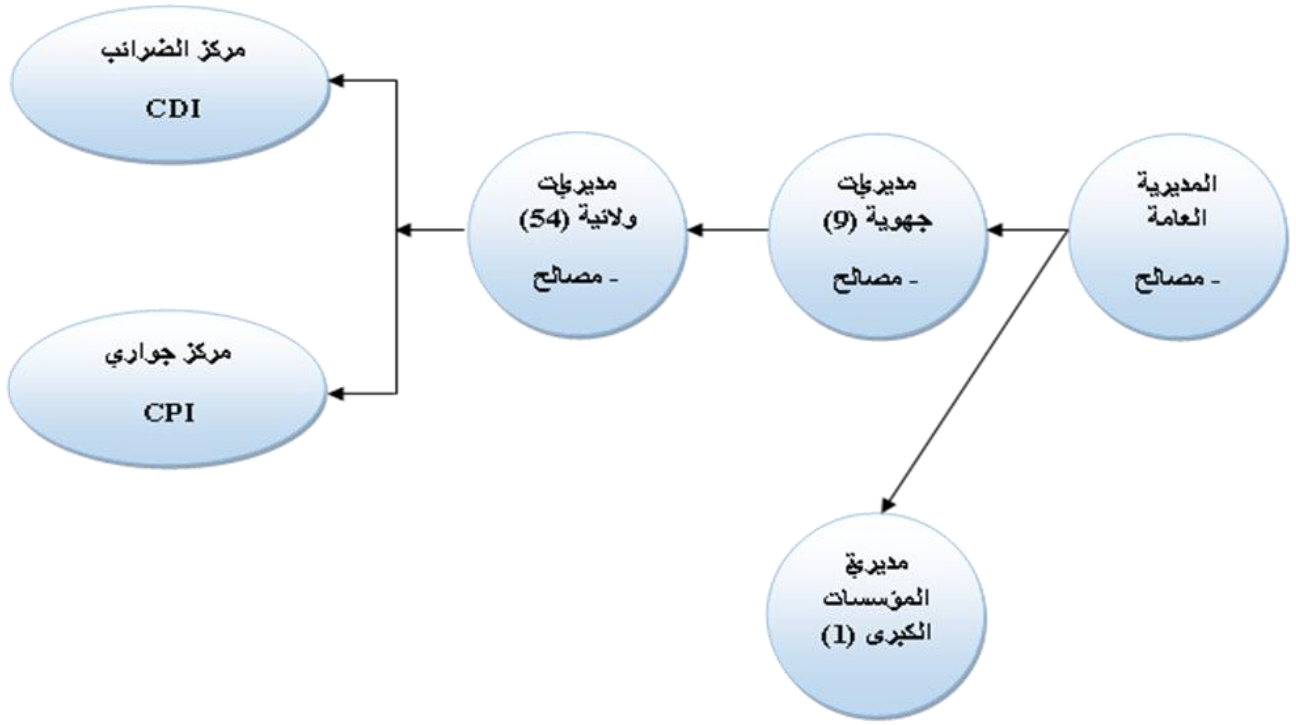 المديرية
العامة
- مصالح
مديريات
جهوية (9)
- مصالح
مديريات
ولائية (54)
- مصالح
مركز الضرائب
CDI
مركز جواري
CPI
مديرية
المؤسسات
الكبرى (1)